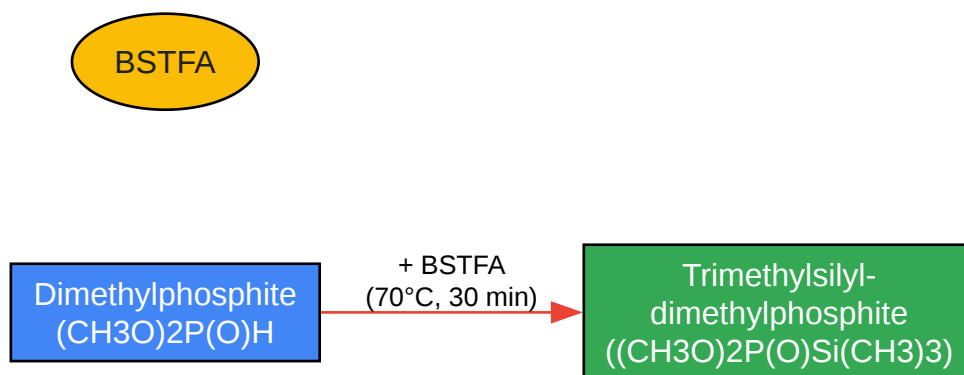 BSTFA
+ BSTFA
(70°C, 30 min)
Dimethylphosphite
(CH3O)2P(O)H
Trimethylsilyl-
dimethylphosphite
((CH3O)2P(O)Si(CH3)3)